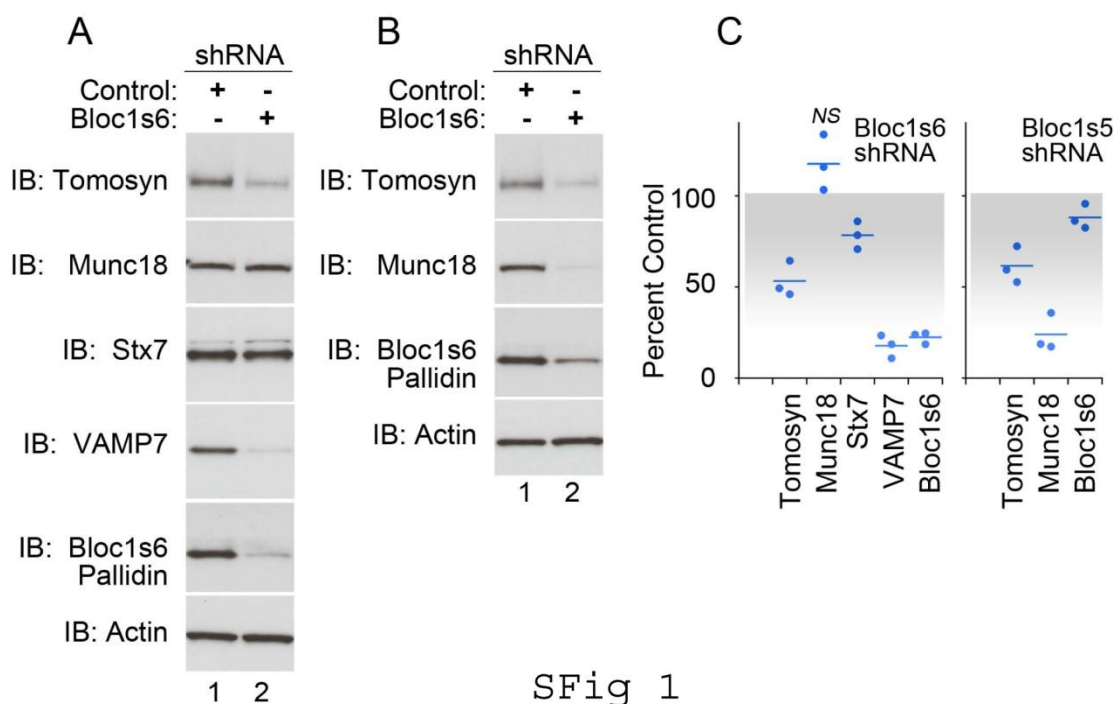 A
shRNA
Control: + -
Bloc1s6: - +
IB: Tomosyn
IB: Munc18
IB: Stx7
IB: VAMP7
IB: Bloc1s6
Pallidin
IB: Actin
1 2
B
shRNA
Control: + -
Bloc1s6: - +
IB: Tomosyn
IB: Munc18
IB: Bloc1s6
Pallidin
IB: Actin
1 2
C
Percent Control
100
50
0
NS
Bloc1s6
shRNA
Tomosyn
Munc18
Stx7
VAMP7
Bloc1s6
Bloc1s5
shRNA
Tomosyn
Munc18
Bloc1s6
SFig 1